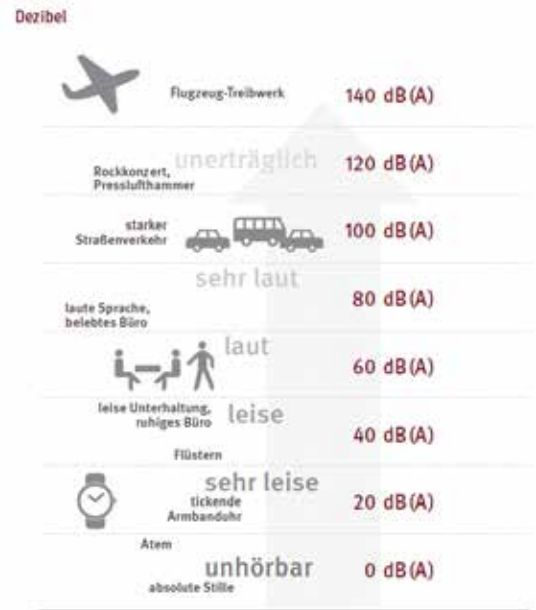 Dezibel
Flugzeug-Treibwerk
140 dB(A)
unerträglich
120 dB(A)
Rockkonzert,
Presslufthammer
starker
Straßenverkehr
100 dB(A)
sehr laut
80 dB(A)
laute Sprache,
belebtes Büro
laut
60 dB(A)
leise Unterhaltung,
ruhiges Büro
leise
40 dB(A)
Flüstern
sehr leise
tickende
Armbanduhr
20 dB(A)
Atem
unhörbar
0 dB(A)
absolute Stille